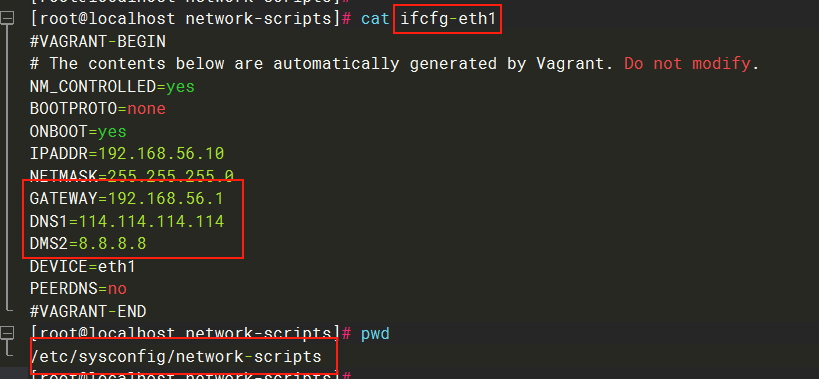 [root@localhost network-scripts]# cat ifcfg-eth1
#VAGRANT-BEGIN
# The contents below are automatically generated by Vagrant. Do not modify.
NM_CONTROLLED=yes
BOOTPROTO=none
ONBOOT=yes
IPADDR=192.168.56.10
NETMASK=255.255.255.0
GATEWAY=192.168.56.1
DNS1=114.114.114.114
DMS2=8.8.8.8
DEVICE=eth1
PEERDNS=no
#VAGRANT-END
[root@localhost network-scripts]# pwd
/etc/sysconfig/network-scripts
[root@localhost network-scripts]#